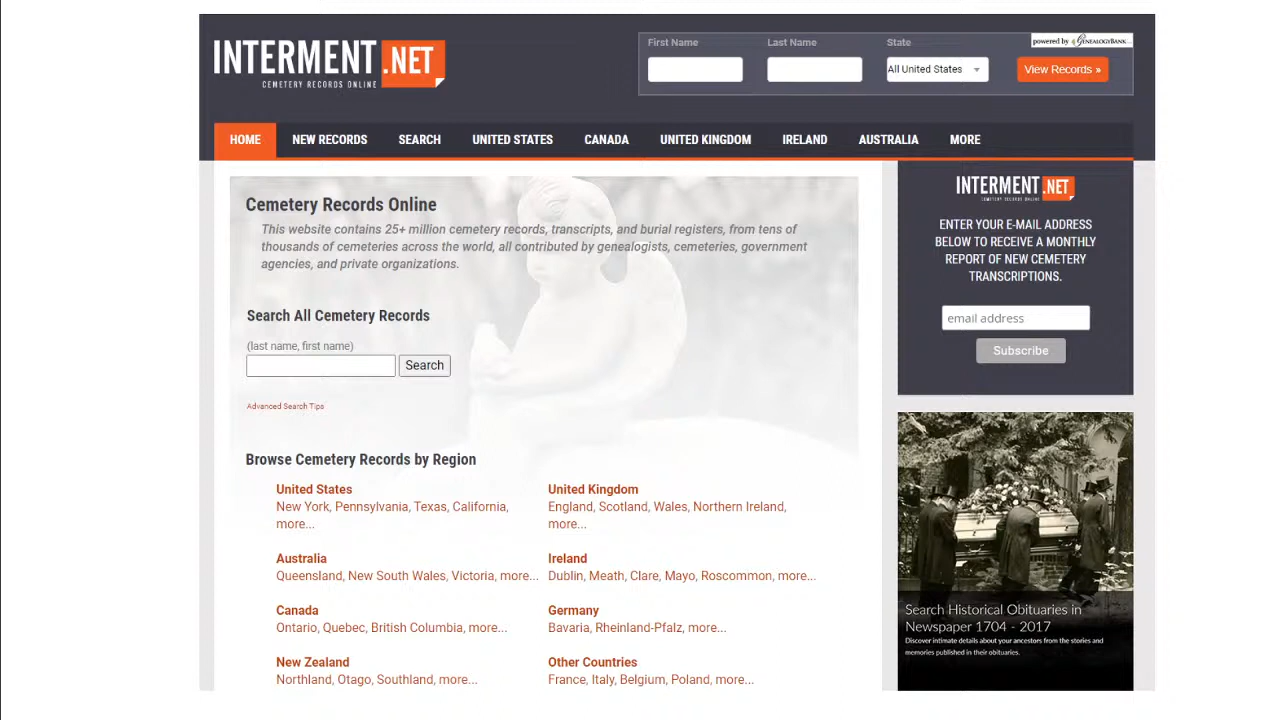 INTERMENT.NET
CEMETERY RECORDS ONLINE
First Name
Last Name
State
powered by GENEALOGYBANK
All United States
View Records »
HOME
NEW RECORDS
SEARCH
UNITED STATES
CANADA
UNITED KINGDOM
IRELAND
AUSTRALIA
MORE
Cemetery Records Online
This website contains 25+ million cemetery records, transcripts, and burial registers, from tens of
thousands of cemeteries across the world, all contributed by genealogists, cemeteries, government
agencies, and private organizations.
Search All Cemetery Records
(last name, first name)
Search
Advanced Search Tips
Browse Cemetery Records by Region
United States
New York, Pennsylvania, Texas, California,
more...
United Kingdom
England, Scotland, Wales, Northern Ireland,
more...
Australia
Queensland, New South Wales, Victoria, more...
Ireland
Dublin, Meath, Clare, Mayo, Roscommon, more...
Canada
Ontario, Quebec, British Columbia, more...
Germany
Bavaria, Rheinland-Pfalz, more...
New Zealand
Northland, Otago, Southland, more...
Other Countries
France, Italy, Belgium, Poland, more...
INTERMENT.NET
CEMETERY RECORDS ONLINE
ENTER YOUR E-MAIL ADDRESS
BELOW TO RECEIVE A MONTHLY
REPORT OF NEW CEMETERY
TRANSCRIPTIONS.
email address
Subscribe
Search Historical Obituaries in
Newspaper 1704 - 2017
Discover intimate details about your ancestors from the stories and
memories published in their obituaries.